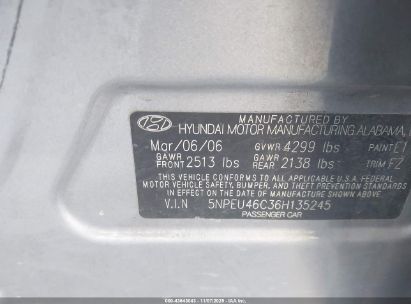 MANUFACTURED BY
HYUNDAI MOTOR MANUFACTURING ALABAMA,
Mar/06/06 GVWR 4299 lbs PAINT E1
GAWR FRONT 2513 lbs GAWR REAR 2138 lbs TRIM FZ
THIS VEHICLE CONFORMS TO ALL APPLICABLE U.S.A. FEDERAL
MOTOR VEHICLE SAFETY, BUMPER, AND THEFT PREVENTION STANDARDS
IN EFFECT ON THE DATE OF MANUFACTURE SHOWN ABOVE.
V.I.N 5NPEU46C36H135245
PASSENGER CAR